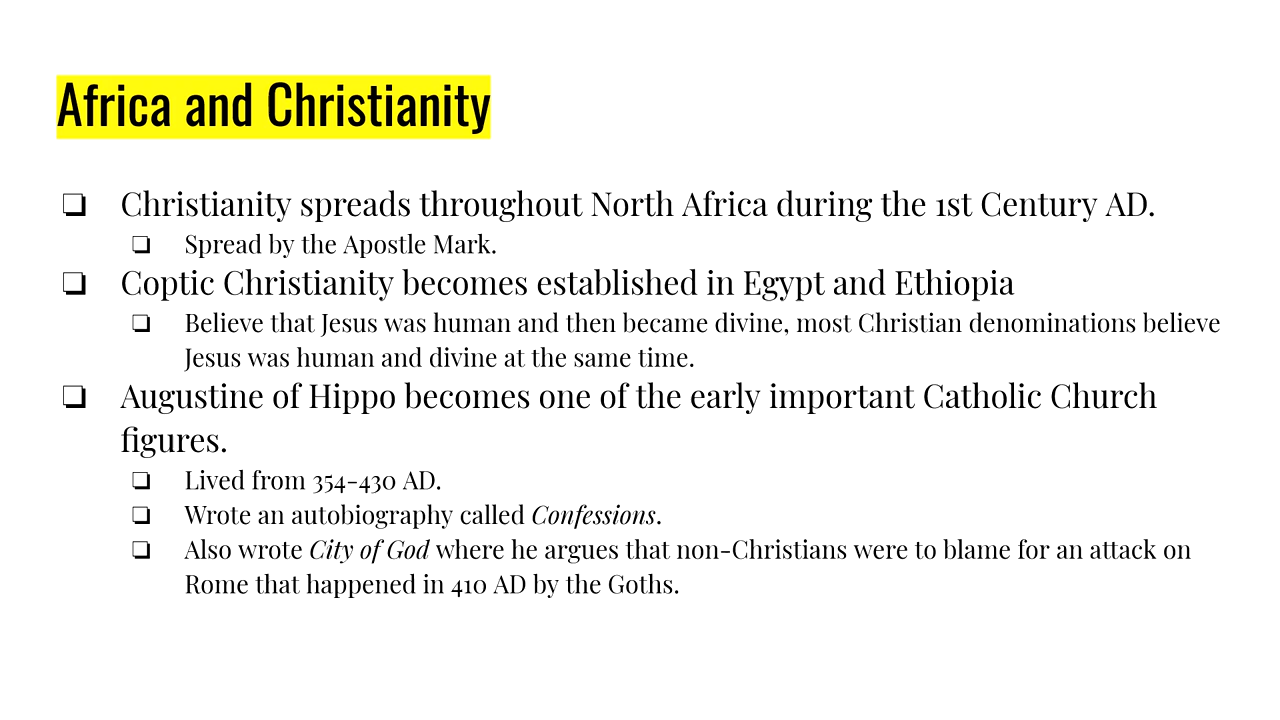 Africa and Christianity
❏ Christianity spreads throughout North Africa during the 1st Century AD.
❏ Spread by the Apostle Mark.
❏ Coptic Christianity becomes established in Egypt and Ethiopia
❏ Believe that Jesus was human and then became divine, most Christian denominations believe
Jesus was human and divine at the same time.
❏ Augustine of Hippo becomes one of the early important Catholic Church
figures.
❏ Lived from 354-430 AD.
❏ Wrote an autobiography called Confessions.
❏ Also wrote City of God where he argues that non-Christians were to blame for an attack on
Rome that happened in 410 AD by the Goths.